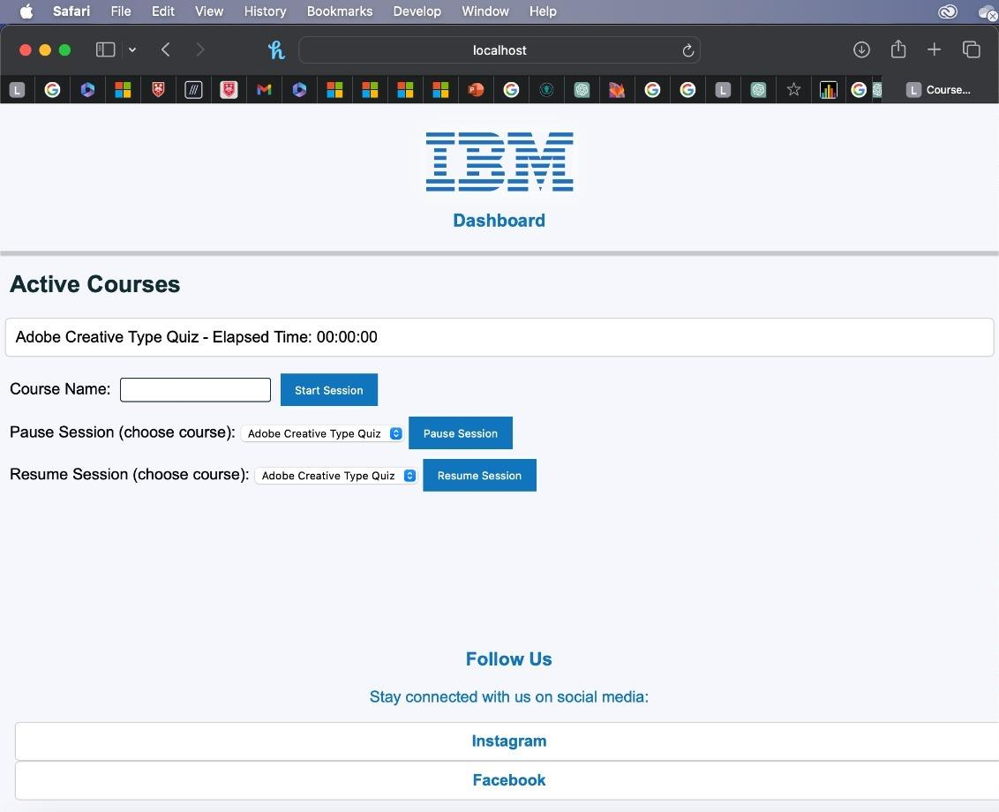 Safari File Edit View History Bookmarks Develop Window Help
localhost
L L L Course...
IBM
Dashboard
Active Courses
Adobe Creative Type Quiz - Elapsed Time: 00:00:00
Course Name: Start Session
Pause Session (choose course): Adobe Creative Type Quiz Pause Session
Resume Session (choose course): Adobe Creative Type Quiz Resume Session
Follow Us
Stay connected with us on social media:
Instagram
Facebook